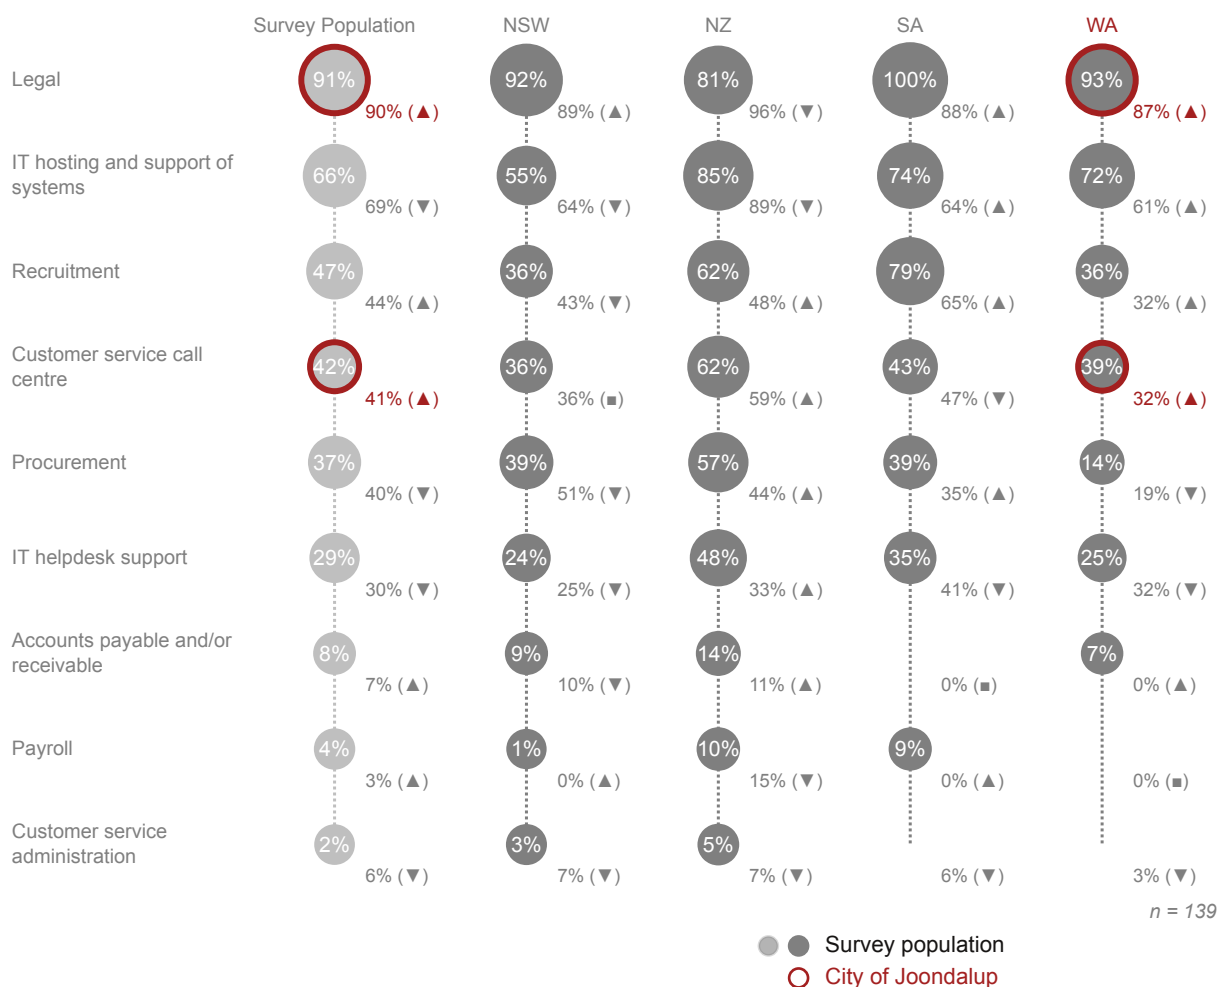 Survey Population NSW NZ SA WA
Legal 91% 92% 81% 100% 93%
90% (▲) 89% (▲) 96% (▼) 88% (▲) 87% (▲)
IT hosting and support of
systems 66% 55% 85% 74% 72%
69% (▼) 64% (▼) 89% (▼) 64% (▲) 61% (▲)
Recruitment 47% 36% 62% 79% 36%
44% (▲) 43% (▼) 48% (▲) 65% (▲) 32% (▲)
Customer service call
centre 42% 36% 62% 43% 39%
41% (▲) 36% (■) 59% (▲) 47% (▼) 32% (▲)
Procurement 37% 39% 57% 39% 14%
40% (▼) 51% (▼) 44% (▲) 35% (▲) 19% (▼)
IT helpdesk support 29% 24% 48% 35% 25%
30% (▼) 25% (▼) 33% (▲) 41% (▼) 32% (▼)
Accounts payable and/or
receivable 8% 9% 14% 7%
7% (▲) 10% (▼) 11% (▲) 0% (■) 0% (▲)
Payroll 4% 1% 10% 9%
3% (▲) 0% (▲) 15% (▼) 0% (▲) 0% (■)
Customer service
administration 2% 3% 5%
6% (▼) 7% (▼) 7% (▼) 6% (▼) 3% (▼)
n = 139
Survey population
City of Joondalup